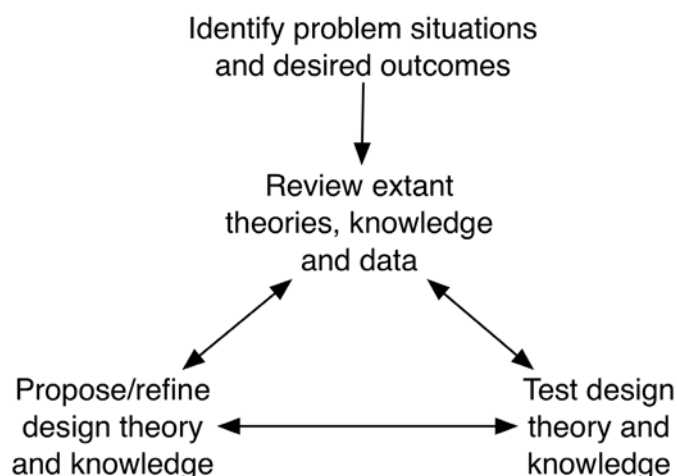 Identify problem situations
and desired outcomes
Review extant
theories, knowledge
and data
Propose/refine
design theory
and knowledge
Test design
theory and
knowledge